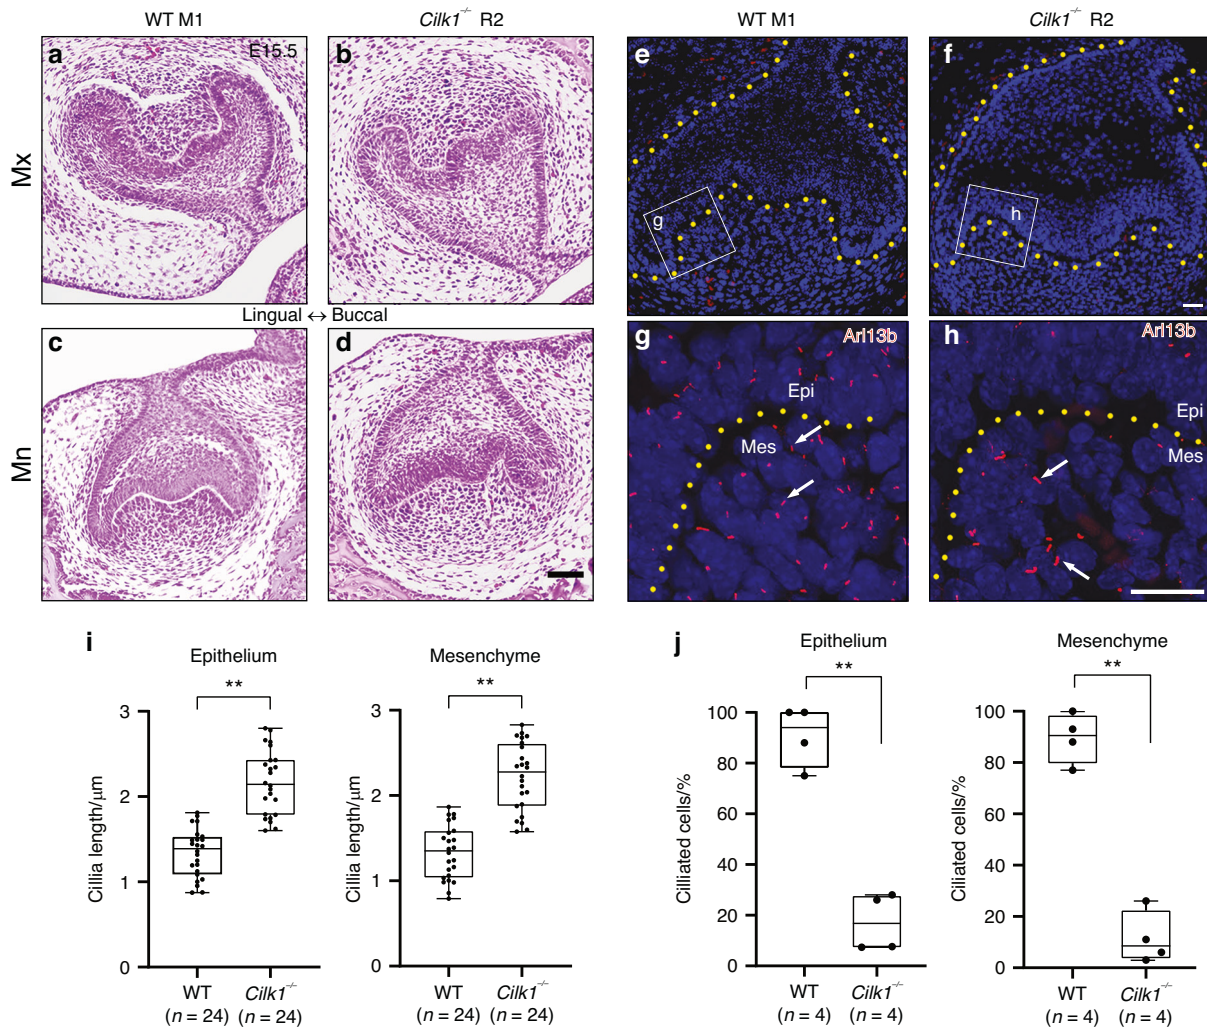 WT M1
Cilk1⁻/⁻ R2
WT M1
Cilk1⁻/⁻ R2
Mx
a
E15.5
b
e
g
f
h
Lingual ↔ Buccal
Mn
c
d
g
Arl13b
Epi
Mes
h
Arl13b
Epi
Mes
i
Epithelium
**
Cillia length/μm
3
2
1
0
WT
(n = 24)
Cilk1⁻/⁻
(n = 24)
Mesenchyme
**
Cillia length/μm
3
2
1
0
WT
(n = 24)
Cilk1⁻/⁻
(n = 24)
j
Epithelium
**
Cilliated cells/%
100
80
60
40
20
0
WT
(n = 4)
Cilk1⁻/⁻
(n = 4)
Mesenchyme
**
Ciliated cells/%
100
80
60
40
20
0
WT
(n = 4)
Cilk1⁻/⁻
(n = 4)